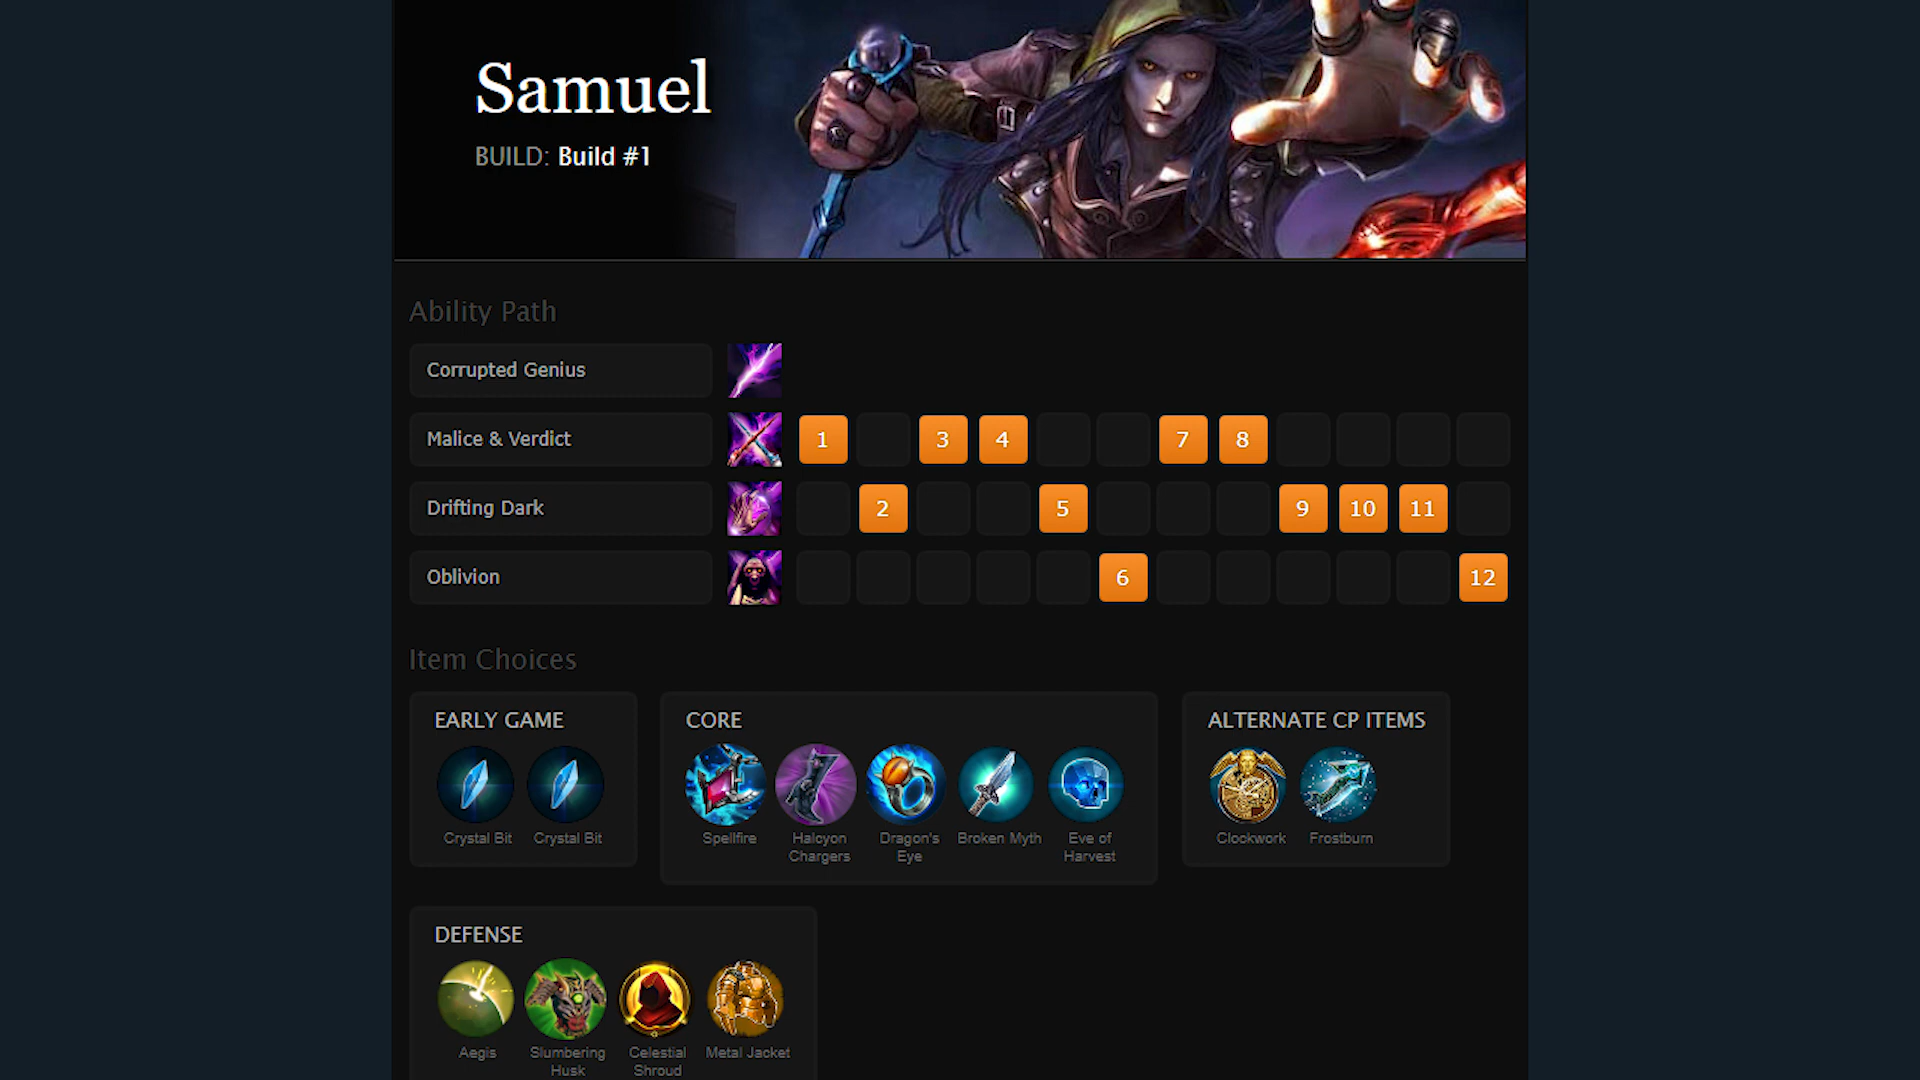 Samuel
BUILD: Build #1
Ability Path
Corrupted Genius
Malice & Verdict
1 3 4 7 8
Drifting Dark
2 5 9 10 11
Oblivion
6 12
Item Choices
EARLY GAME
Crystal Bit
Crystal Bit
CORE
Spellfire
Halcyon
Chargers
Dragon's
Eye
Broken Myth
Eve of
Harvest
ALTERNATE CP ITEMS
Clockwork
Frostburn
DEFENSE
Aegis
Slumbering
Husk
Celestial
Shroud
Metal Jacket